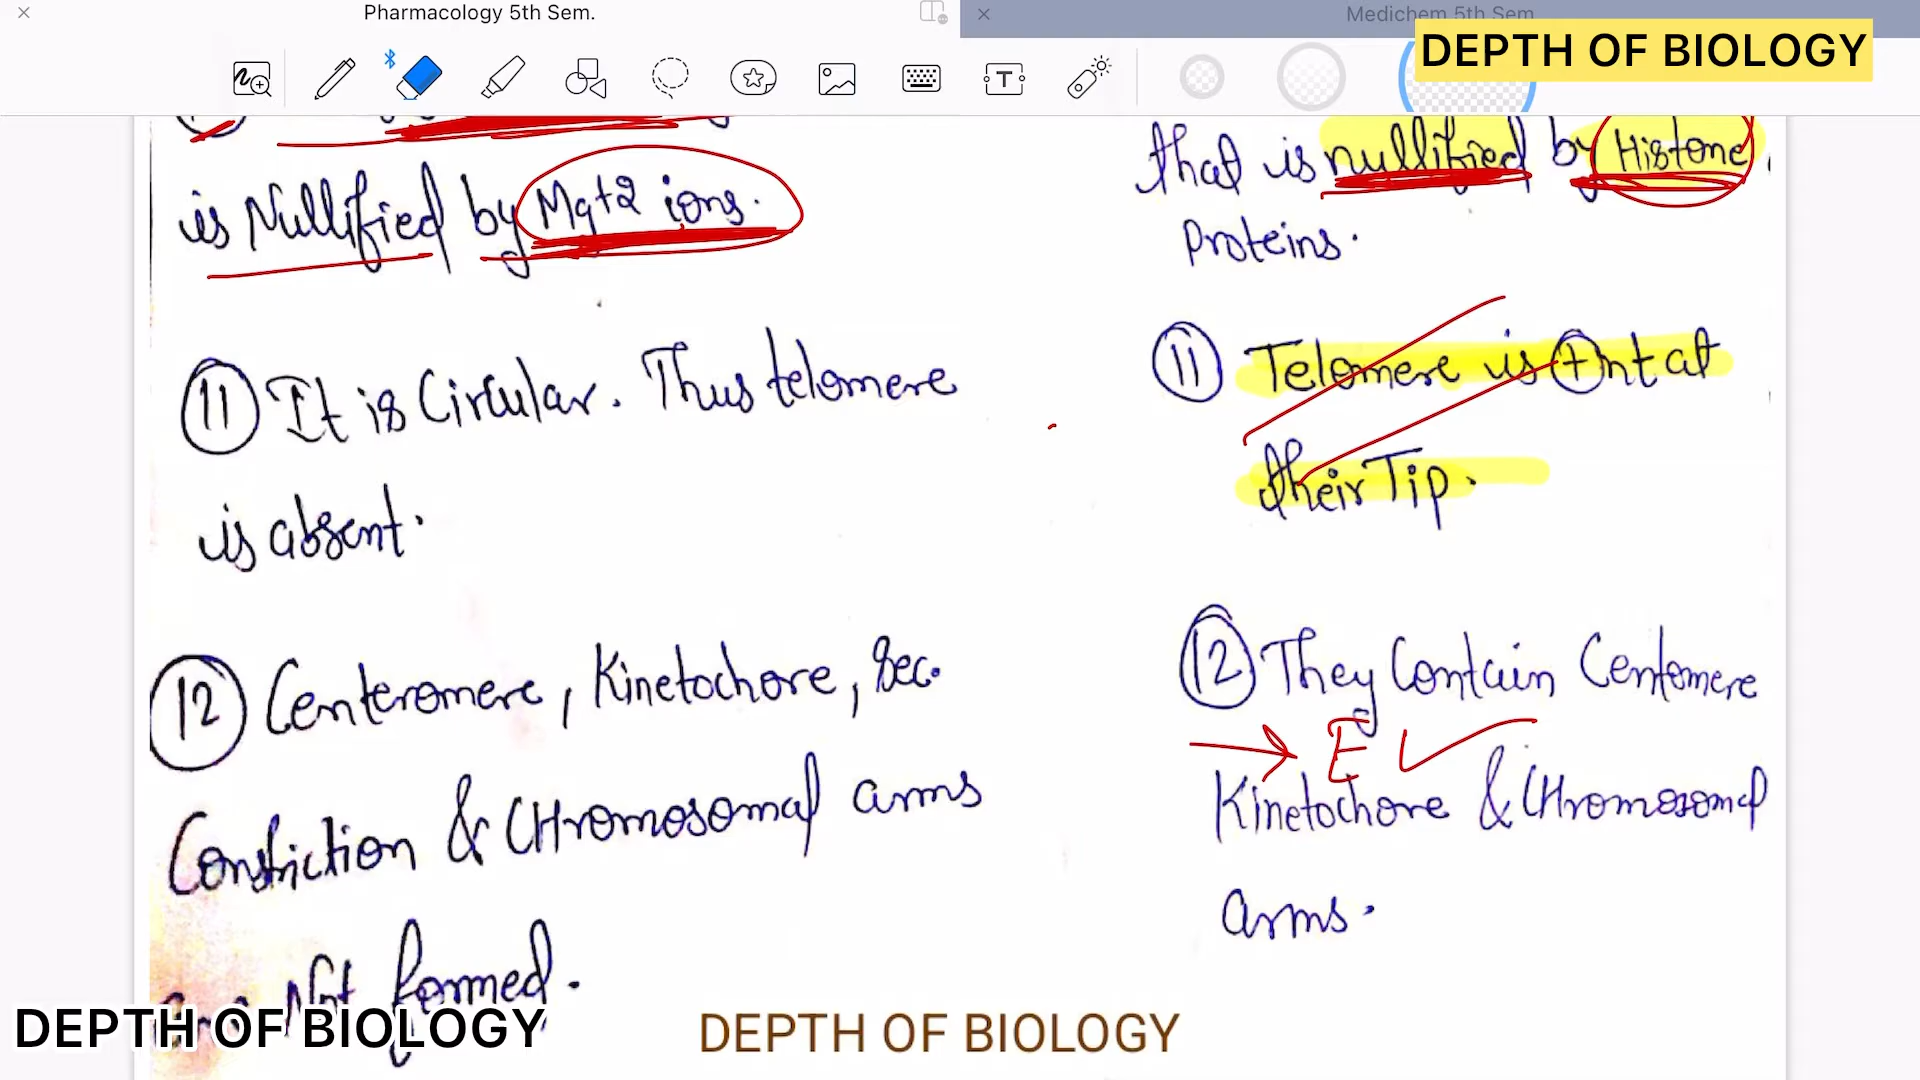 Pharmacology 5th Sem.
Medichem 5th Sem
DEPTH OF BIOLOGY
is Nullified by Mg+2 ions.
⑪ It is Circular. Thus telomere
is absent.
⑫ Centeromere, Kinetochore, Sec.
Constriction & CHromosomal arms
Not formed.
that is nullified by Histone
Proteins.
⑪ Telomere is ⊕nt at
their Tip.
⑫ They Contain Centomere
→ E ✓
Kinetochore & CHromosomal
arms.
DEPTH OF BIOLOGY
DEPTH OF BIOLOGY